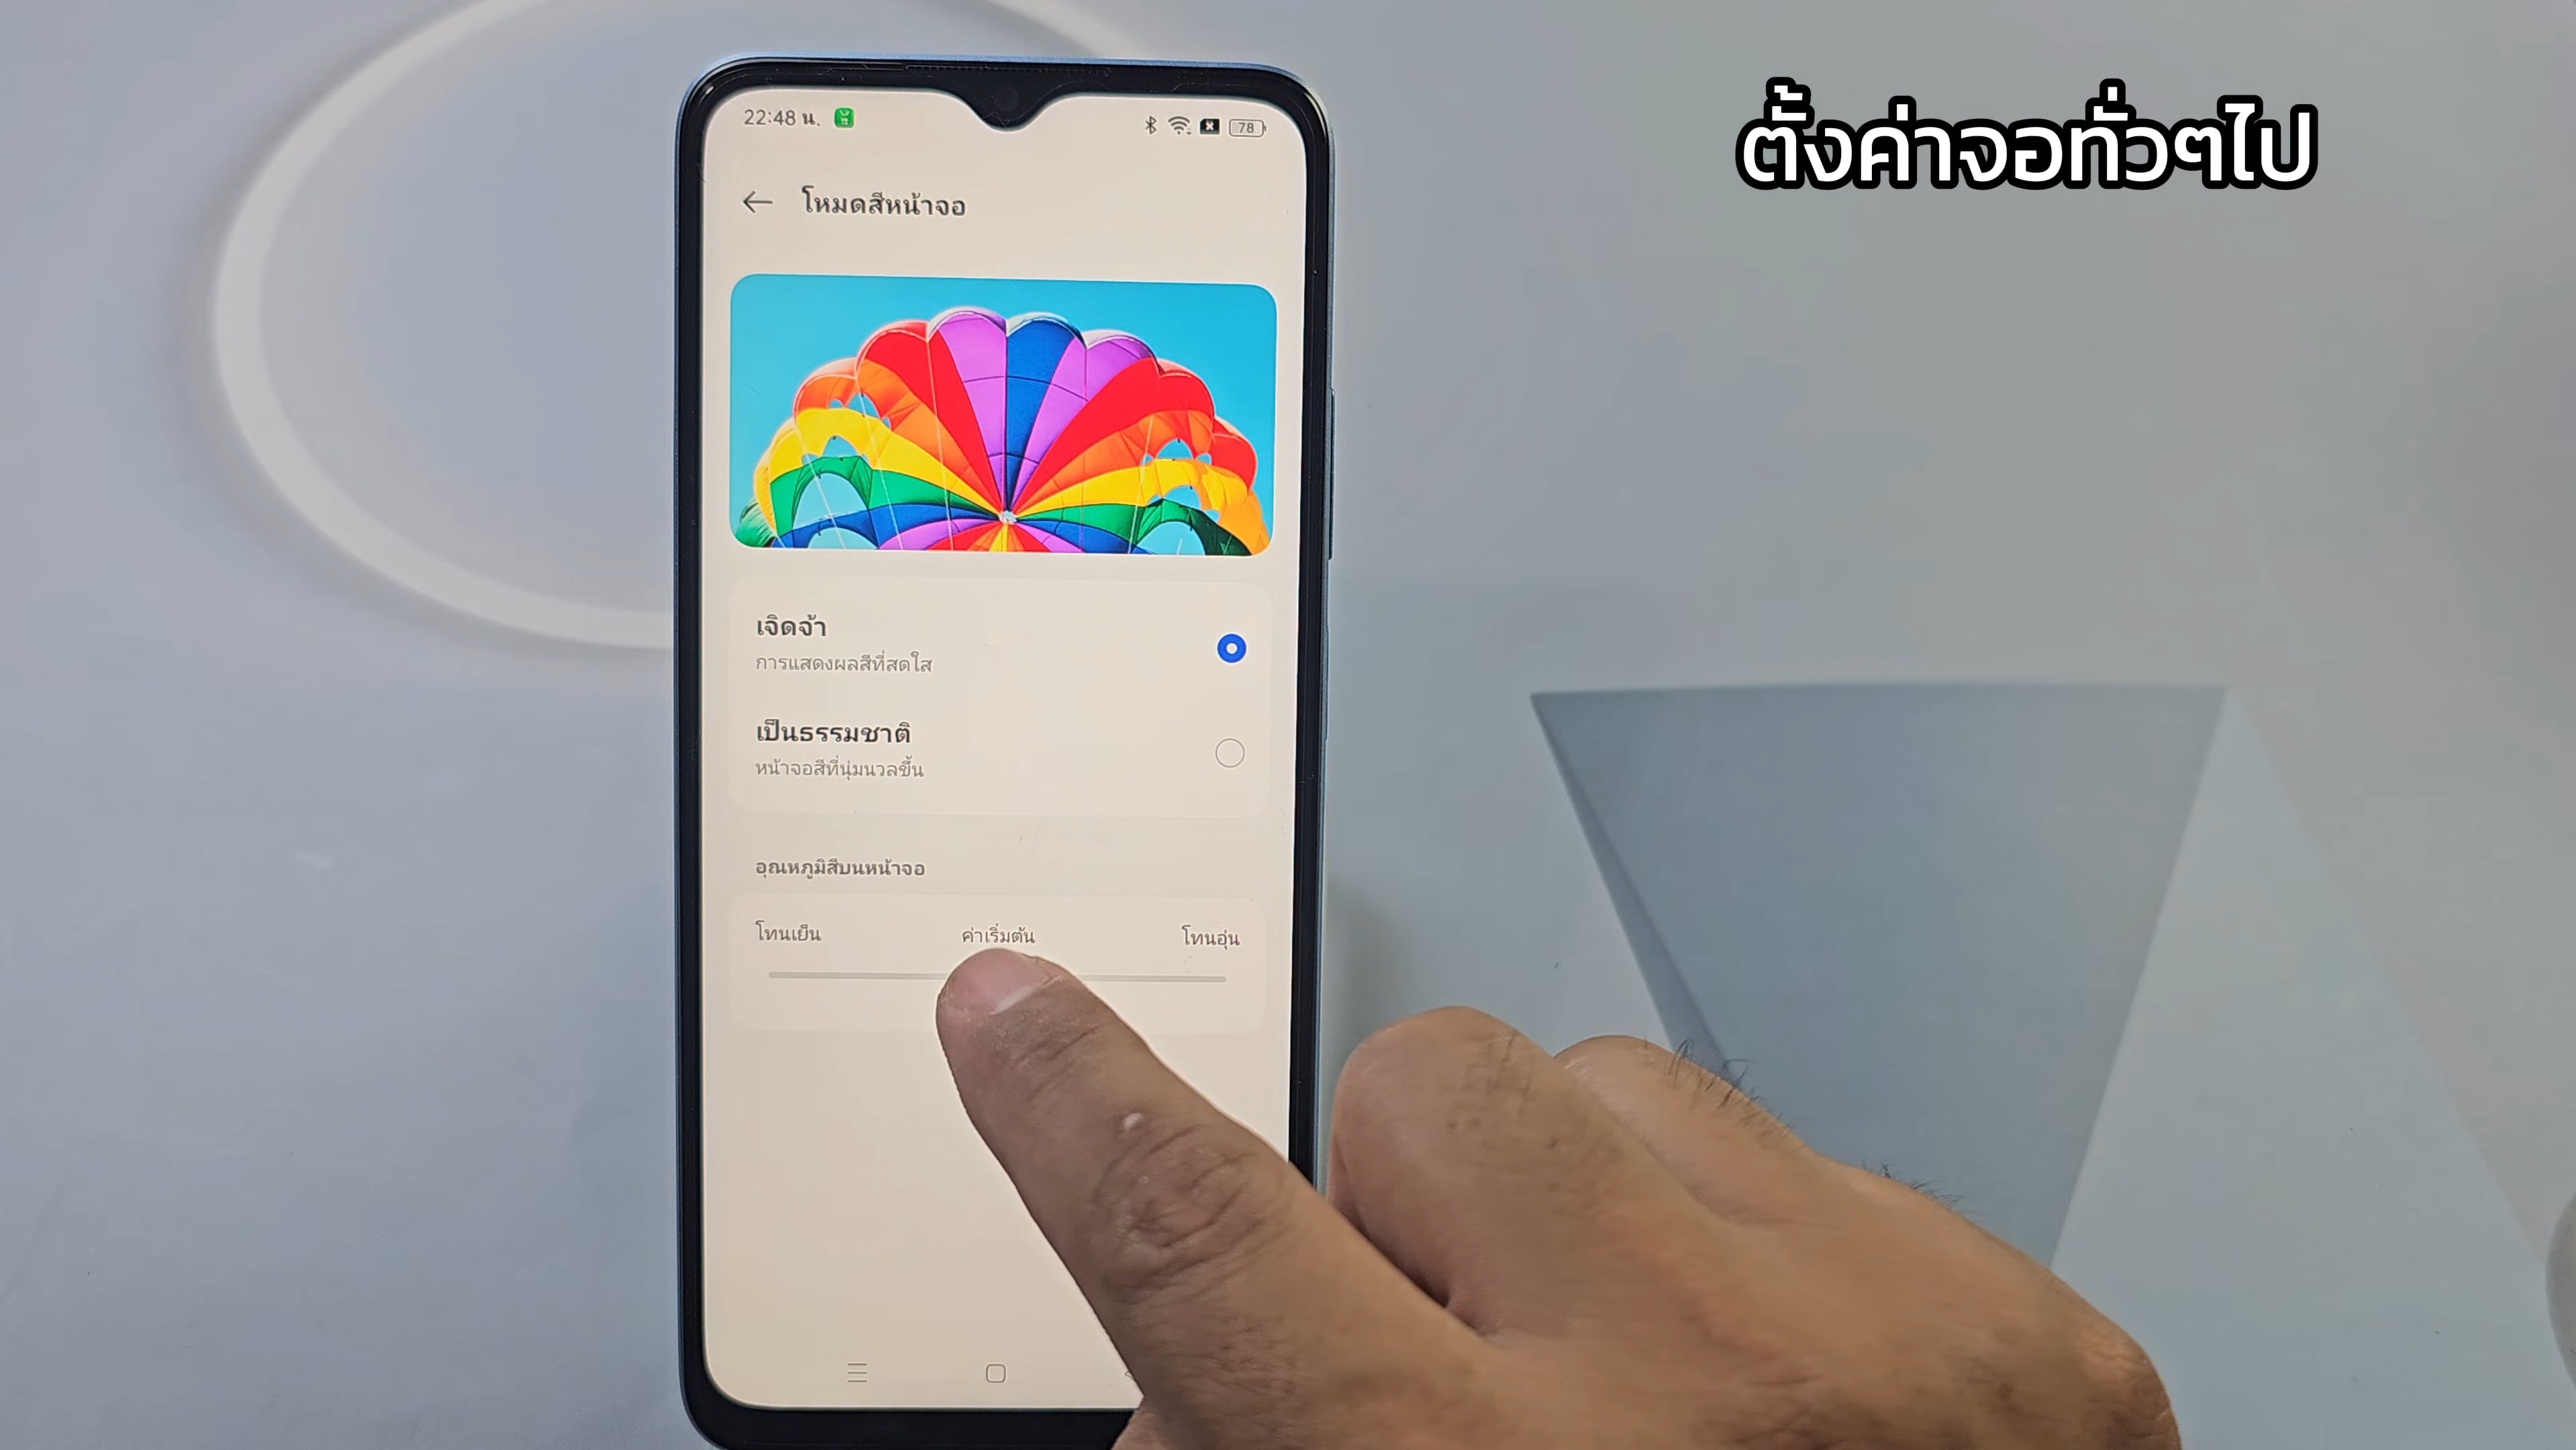 ตั้งค่าจอทั่วๆไป
22:48 น.
78
โหมดสีหน้าจอ
เจิดจ้า
การแสดงผลสีที่สดใส
เป็นธรรมชาติ
หน้าจอสีที่นุ่มนวลขึ้น
อุณหภูมิสีบนหน้าจอ
โทนเย็น ค่าเริ่มต้น โทนอุ่น